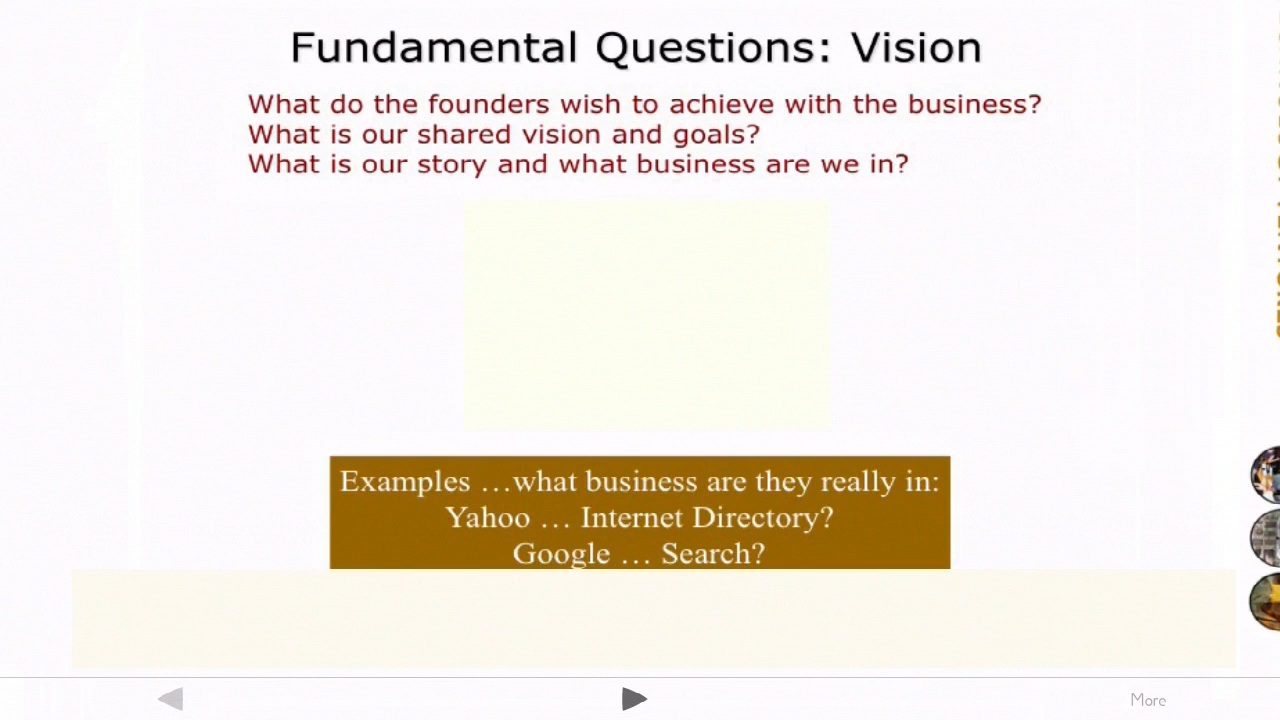 Fundamental Questions: Vision
What do the founders wish to achieve with the business?
What is our shared vision and goals?
What is our story and what business are we in?
Examples …what business are they really in:
Yahoo … Internet Directory?
Google … Search?
More